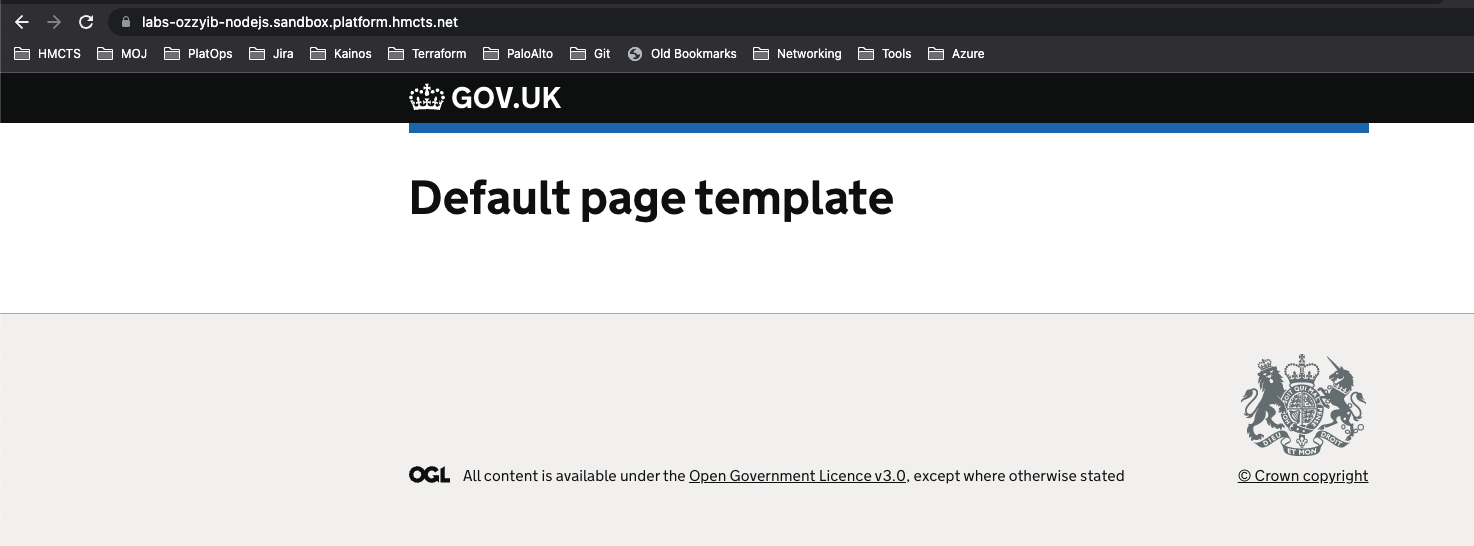 labs-ozzyib-nodejs.sandbox.platform.hmcts.net
HMCTS MOJ PlatOps Jira Kainos Terraform PaloAlto Git Old Bookmarks Networking Tools Azure
GOV.UK
Default page template
DIEU ET MON DROIT
OGL All content is available under the Open Government Licence v3.0, except where otherwise stated © Crown copyright